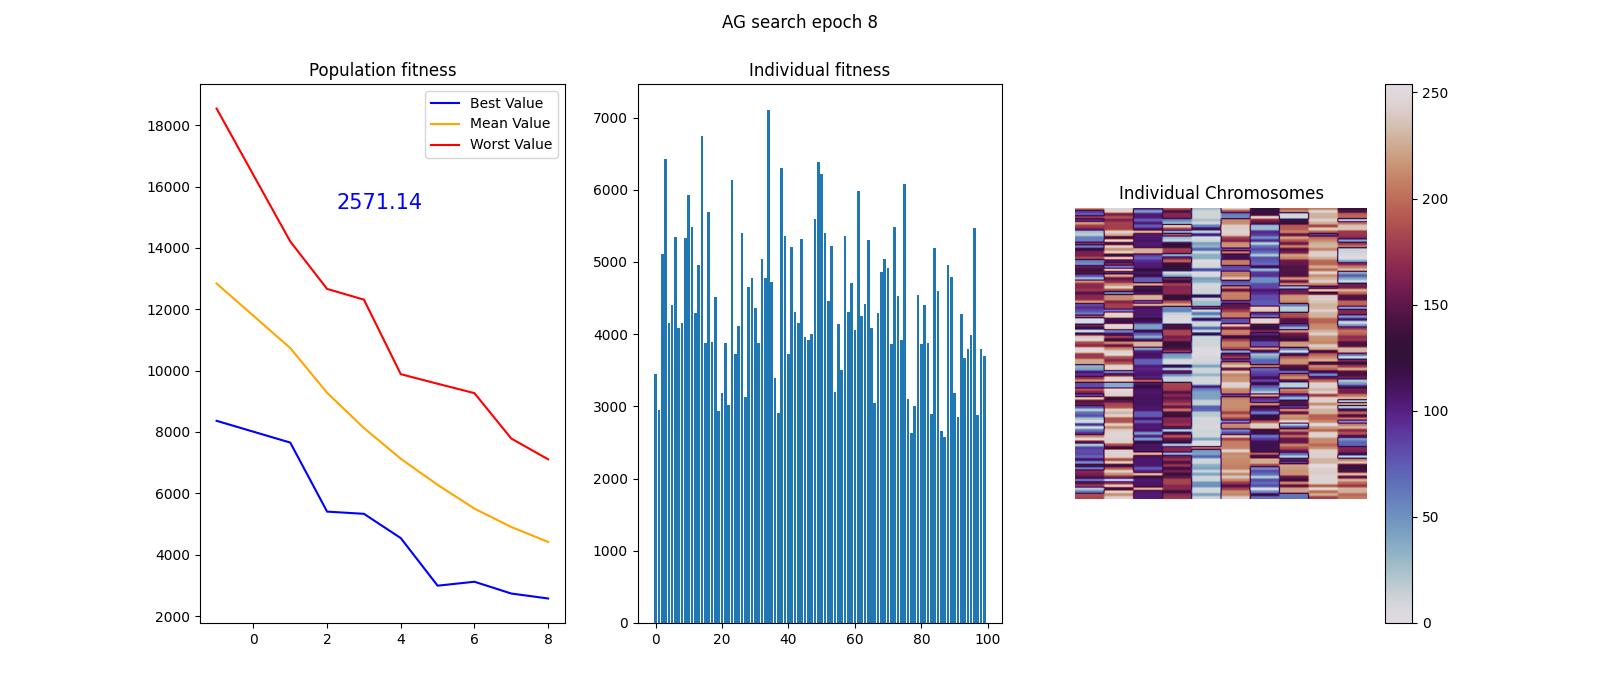 AG search epoch 8
Population fitness
Best Value
Mean Value
Worst Value
2571.14
18000
16000
14000
12000
10000
8000
6000
4000
2000
0 2 4 6 8
Individual fitness
7000
6000
5000
4000
3000
2000
1000
0
0 20 40 60 80 100
Individual Chromosomes
250
200
150
100
50
0